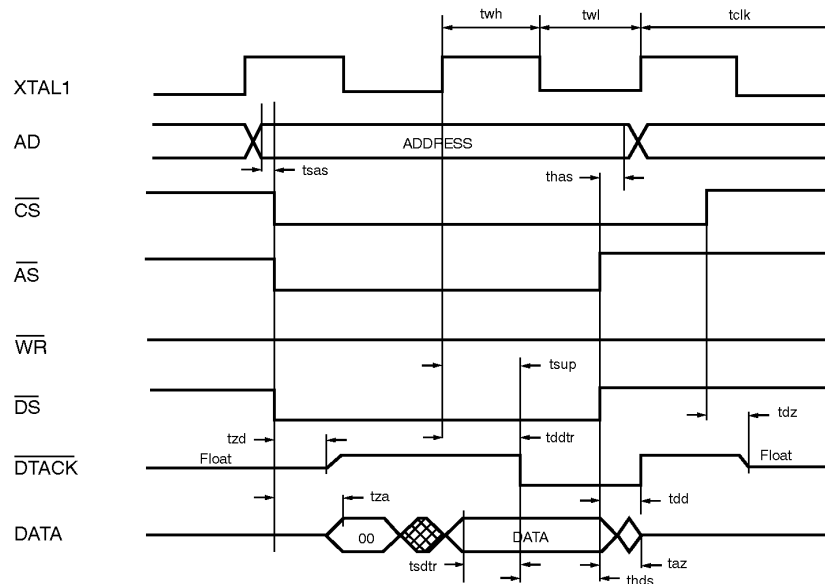 twh twl tclk
XTAL1
AD ADDRESS
tsas thas
CS
AS
WR
tsup
DS
tzd tddtr tdz
DTACK Float Float
tza tdd
DATA 00 DATA
tsdtr taz
thds